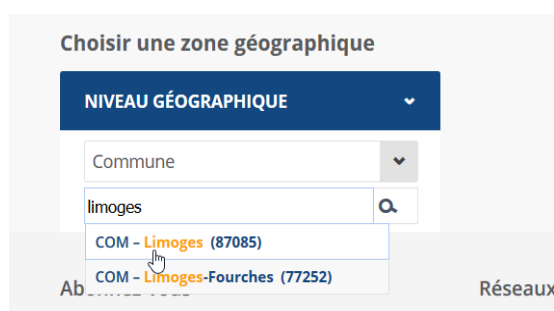 Choisir une zone géographique
NIVEAU GÉOGRAPHIQUE
Commune
limoges
COM – Limoges (87085)
COM – Limoges-Fourches (77252)
Réseaux